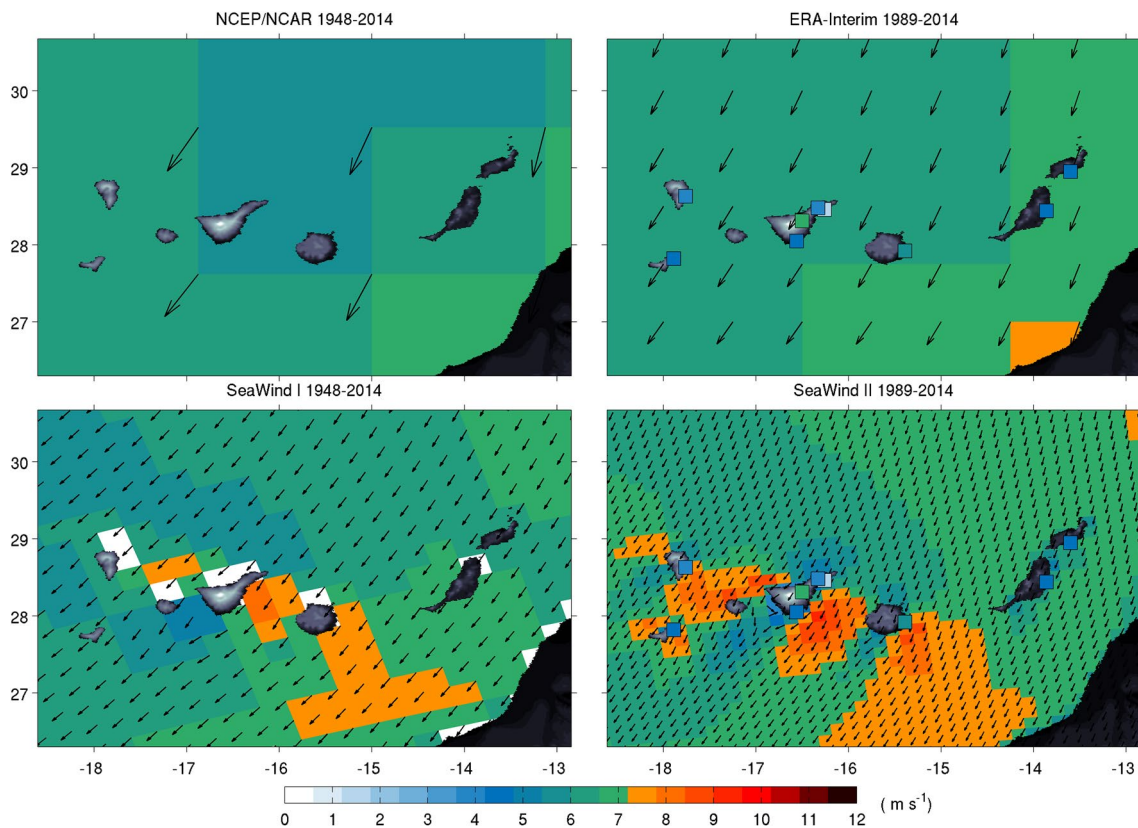 NCEP/NCAR 1948-2014
ERA-Interim 1989-2014
30
29
28
27
SeaWind I 1948-2014
SeaWind II 1989-2014
30
29
28
27
-18 -17 -16 -15 -14 -13
-18 -17 -16 -15 -14 -13
0 1 2 3 4 5 6 7 8 9 10 11 12
( m s⁻¹)